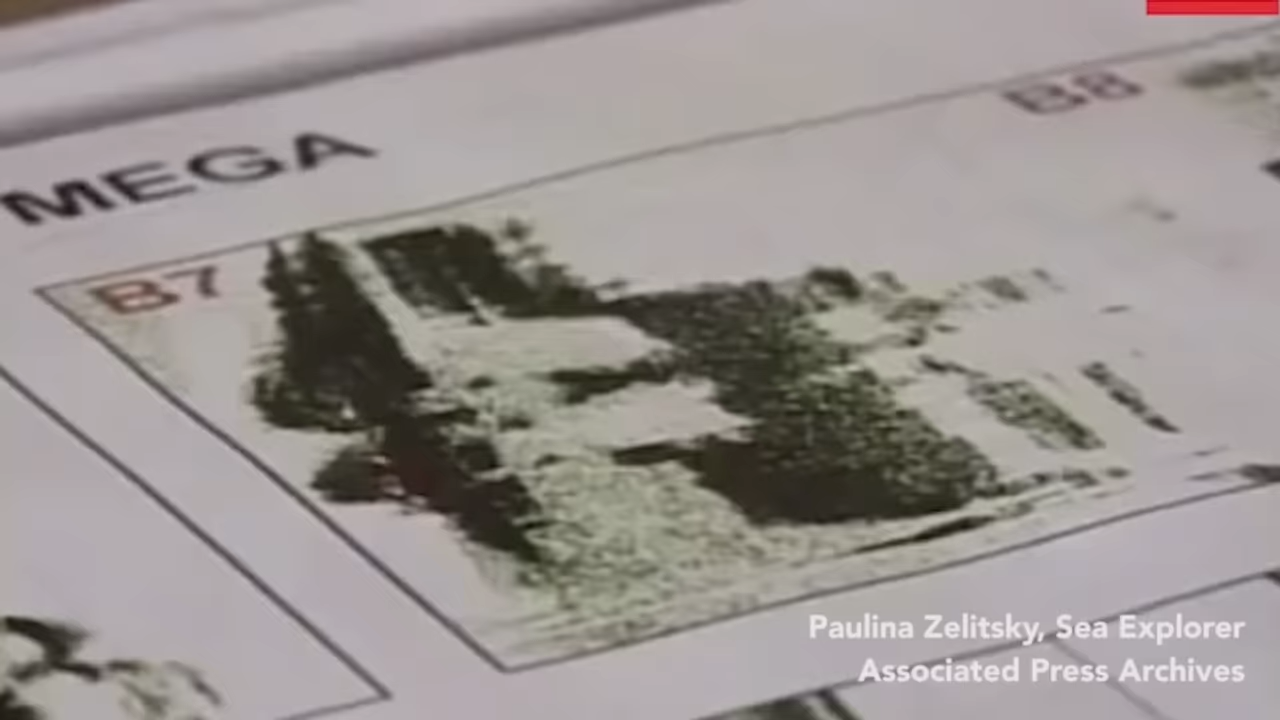 MEGA
B7
B8
Paulina Zelitsky, Sea Explorer
Associated Press Archives